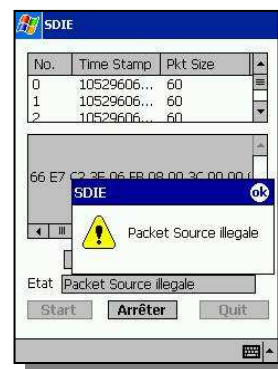 SDIE
No. Time Stamp Pkt Size
0 10529606... 60
1 10529606... 60
2 10529606... 60
66 E7 C2 3E 06 FB 08 00 3C 00 00
SDIE ok
Packet Source illegale
Etat Packet Source illegale
Start Arrêter Quit